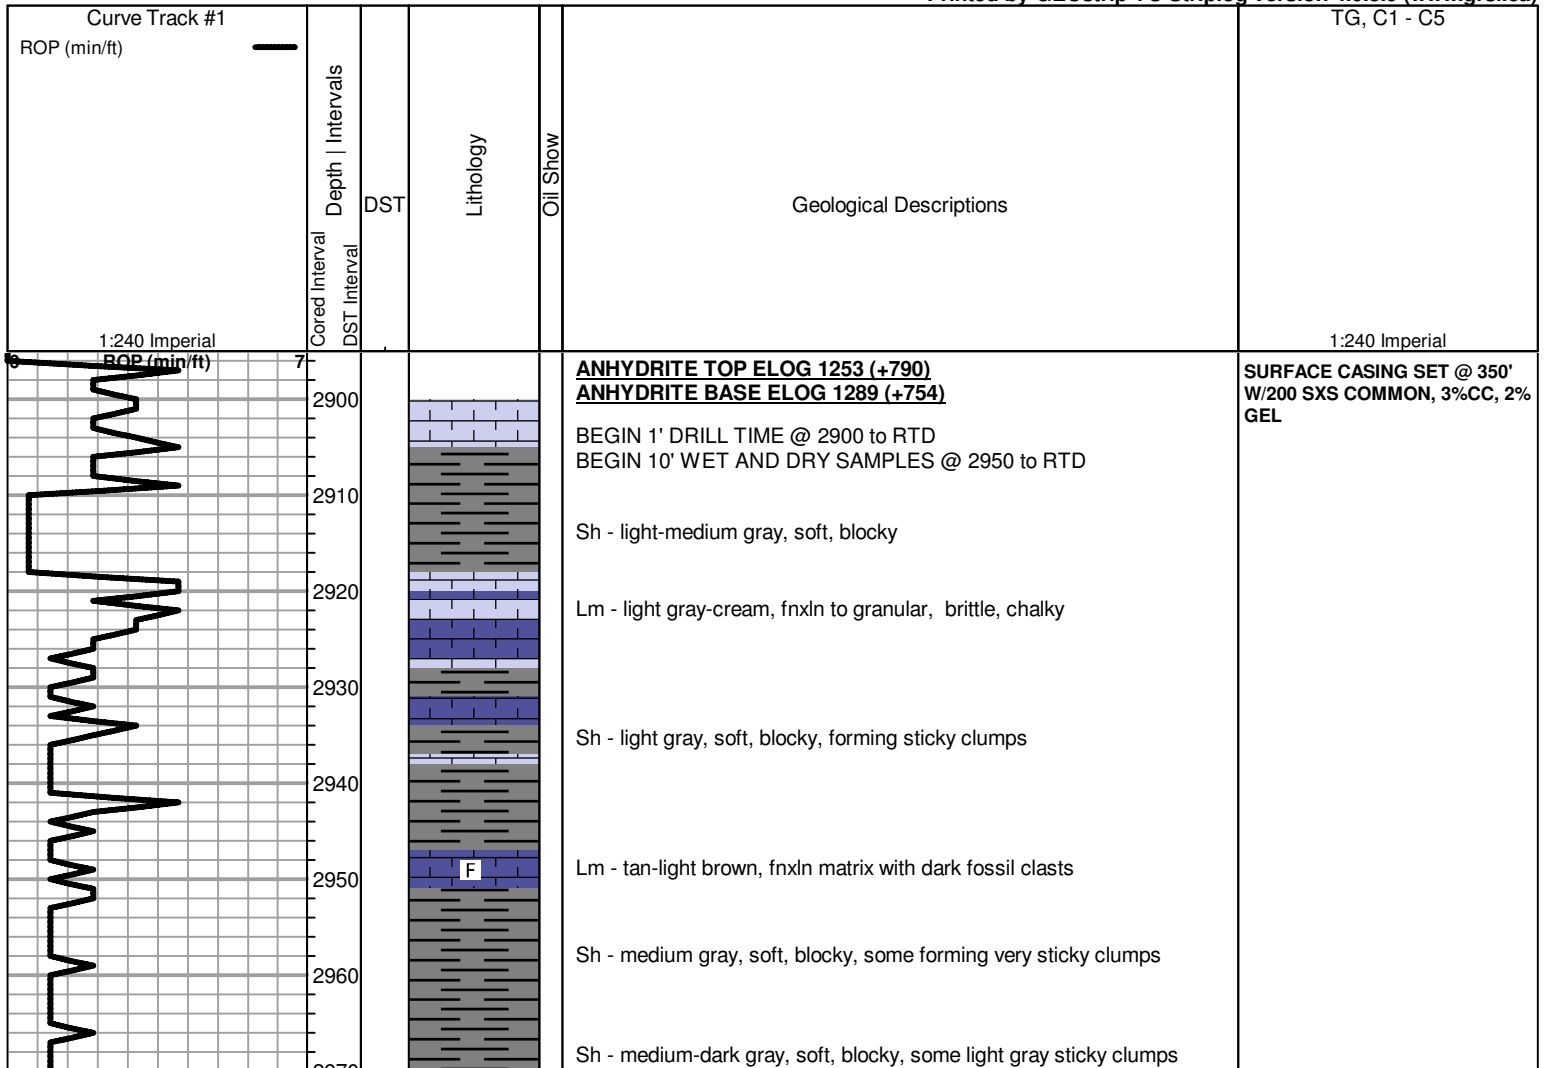 Curve Track #1
ROP (min/ft)
1:240 Imperial
Depth | Intervals
Cored Interval
DST Interval
DST
Lithology
Oil Show
Geological Descriptions
TG, C1 - C5
1:240 Imperial
ROP (min/ft) 7
ANHYDRITE TOP ELOG 1253 (+790)
ANHYDRITE BASE ELOG 1289 (+754)
SURFACE CASING SET @ 350'
W/200 SXS COMMON, 3%CC, 2%
GEL
2900
BEGIN 1' DRILL TIME @ 2900 to RTD
BEGIN 10' WET AND DRY SAMPLES @ 2950 to RTD
2910
Sh - light-medium gray, soft, blocky
2920
Lm - light gray-cream, fnxln to granular, brittle, chalky
2930
Sh - light gray, soft, blocky, forming sticky clumps
2940
Lm - tan-light brown, fnxln matrix with dark fossil clasts
F
2950
Sh - medium gray, soft, blocky, some forming very sticky clumps
2960
Sh - medium-dark gray, soft, blocky, some light gray sticky clumps